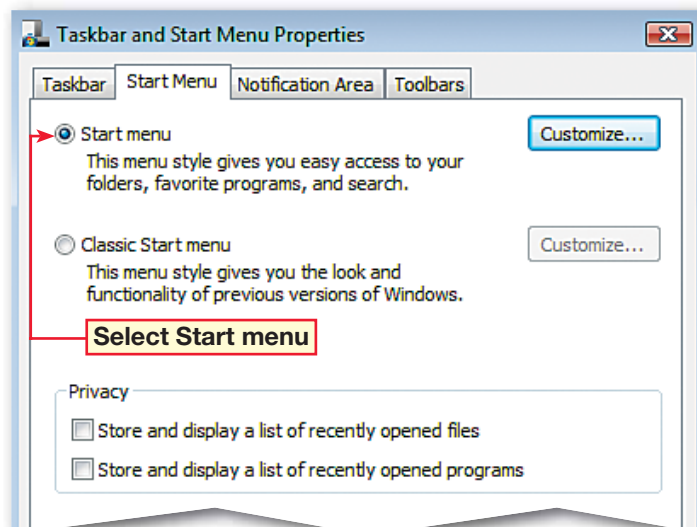 Taskbar and Start Menu Properties
Taskbar Start Menu Notification Area Toolbars
Start menu Customize...
This menu style gives you easy access to your
folders, favorite programs, and search.
Classic Start menu Customize...
This menu style gives you the look and
functionality of previous versions of Windows.
Select Start menu
Privacy
Store and display a list of recently opened files
Store and display a list of recently opened programs